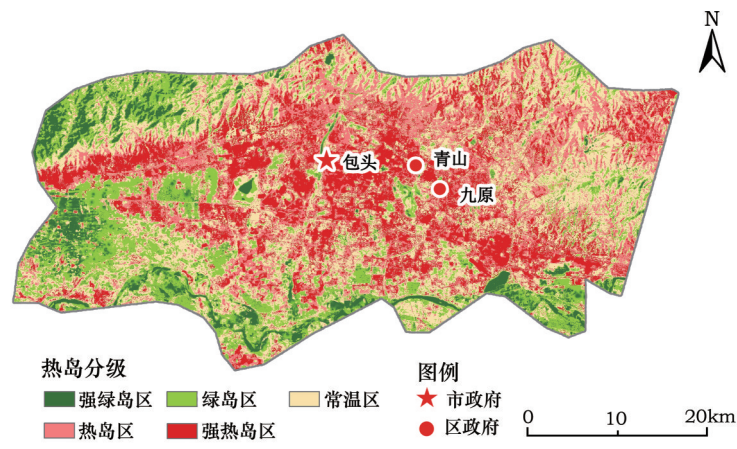 N
包头
青山
九原
热岛分级
强绿岛区 绿岛区 常温区
热岛区 强热岛区
图例
市政府
区政府
0 10 20km